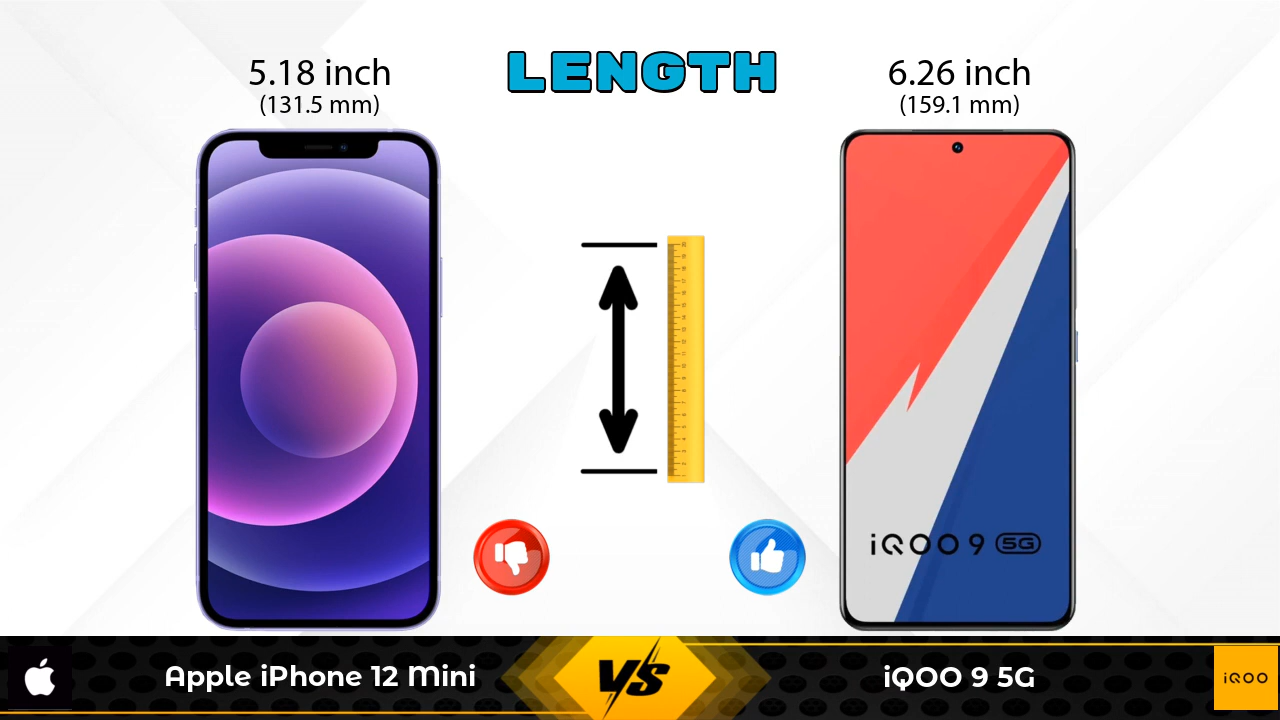 LENGTH
5.18 inch
(131.5 mm)
6.26 inch
(159.1 mm)
iQOO 9 5G
Apple iPhone 12 Mini
VS
iQOO 9 5G
iQOO